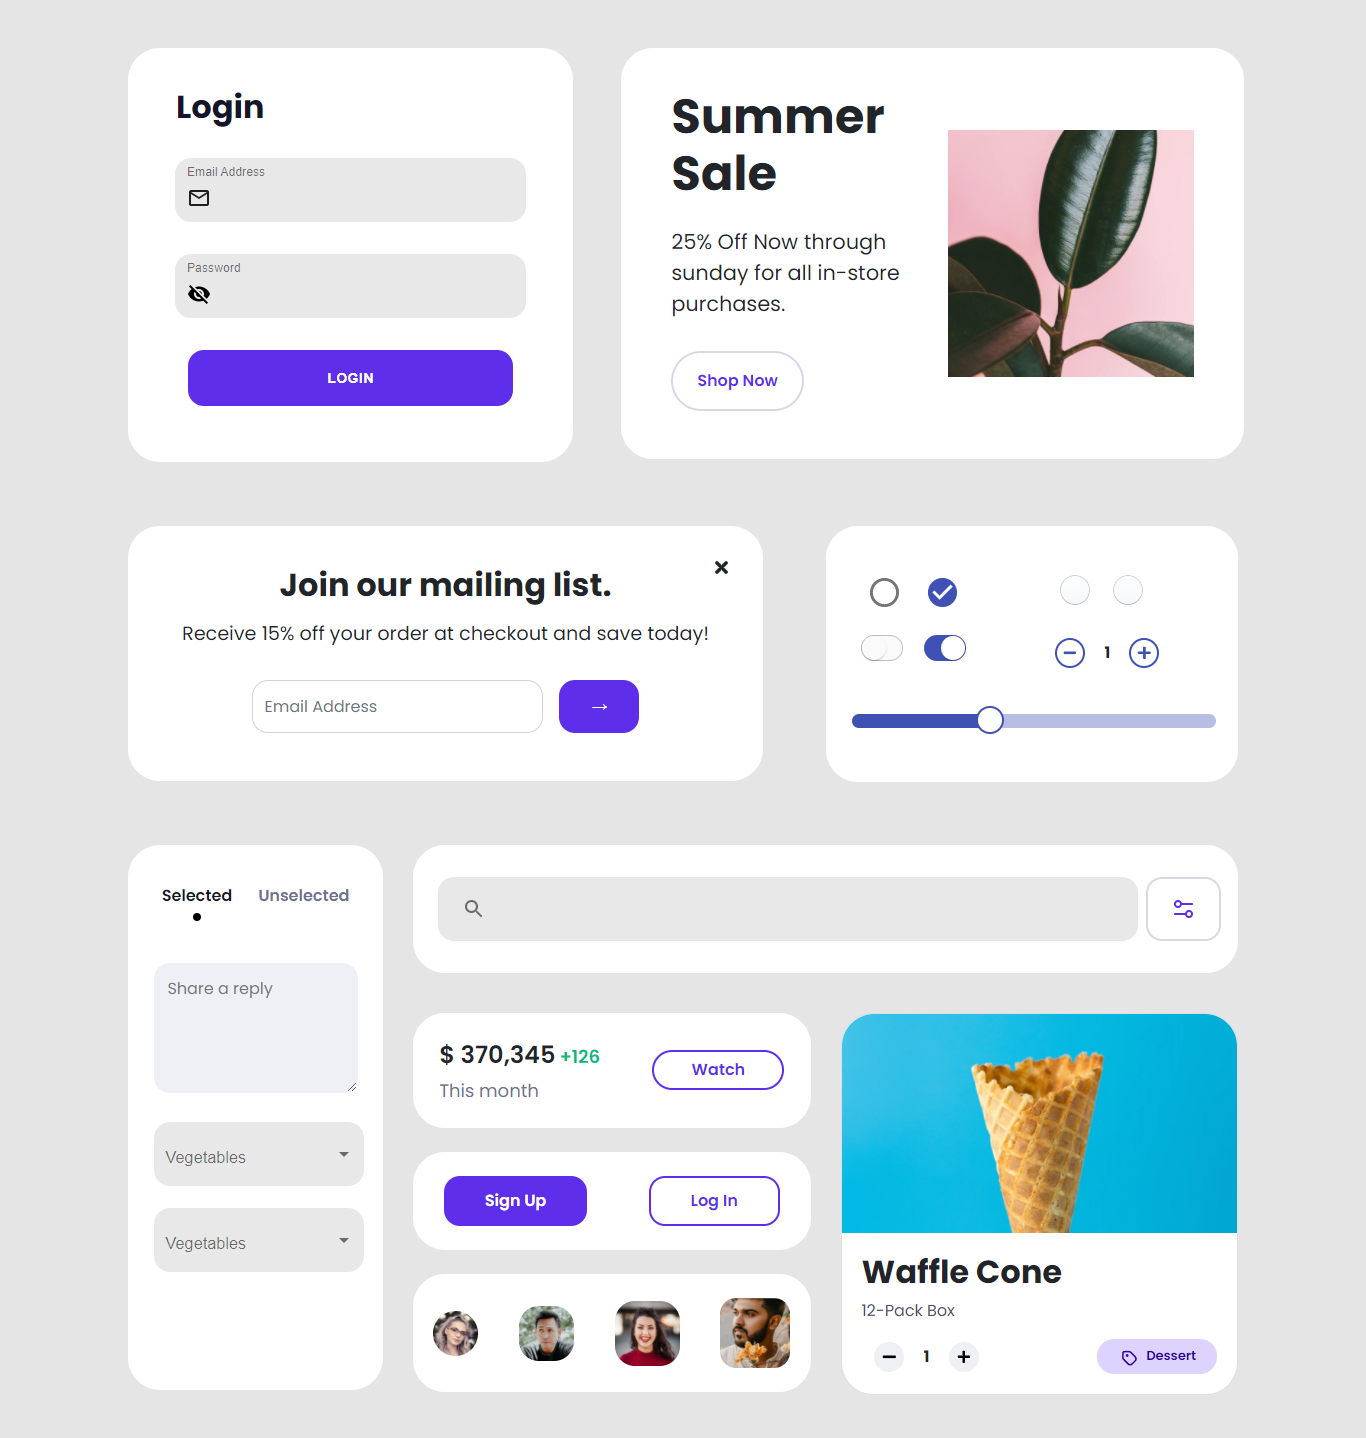 Login
Email Address
Password
LOGIN
Summer
Sale
25% Off Now through
sunday for all in-store
purchases.
Shop Now
Join our mailing list.
Receive 15% off your order at checkout and save today!
Email Address
→
1
Selected
Unselected
Share a reply
Vegetables
Vegetables
$ 370,345 +126
This month
Watch
Sign Up
Log In
Waffle Cone
12-Pack Box
1
Dessert